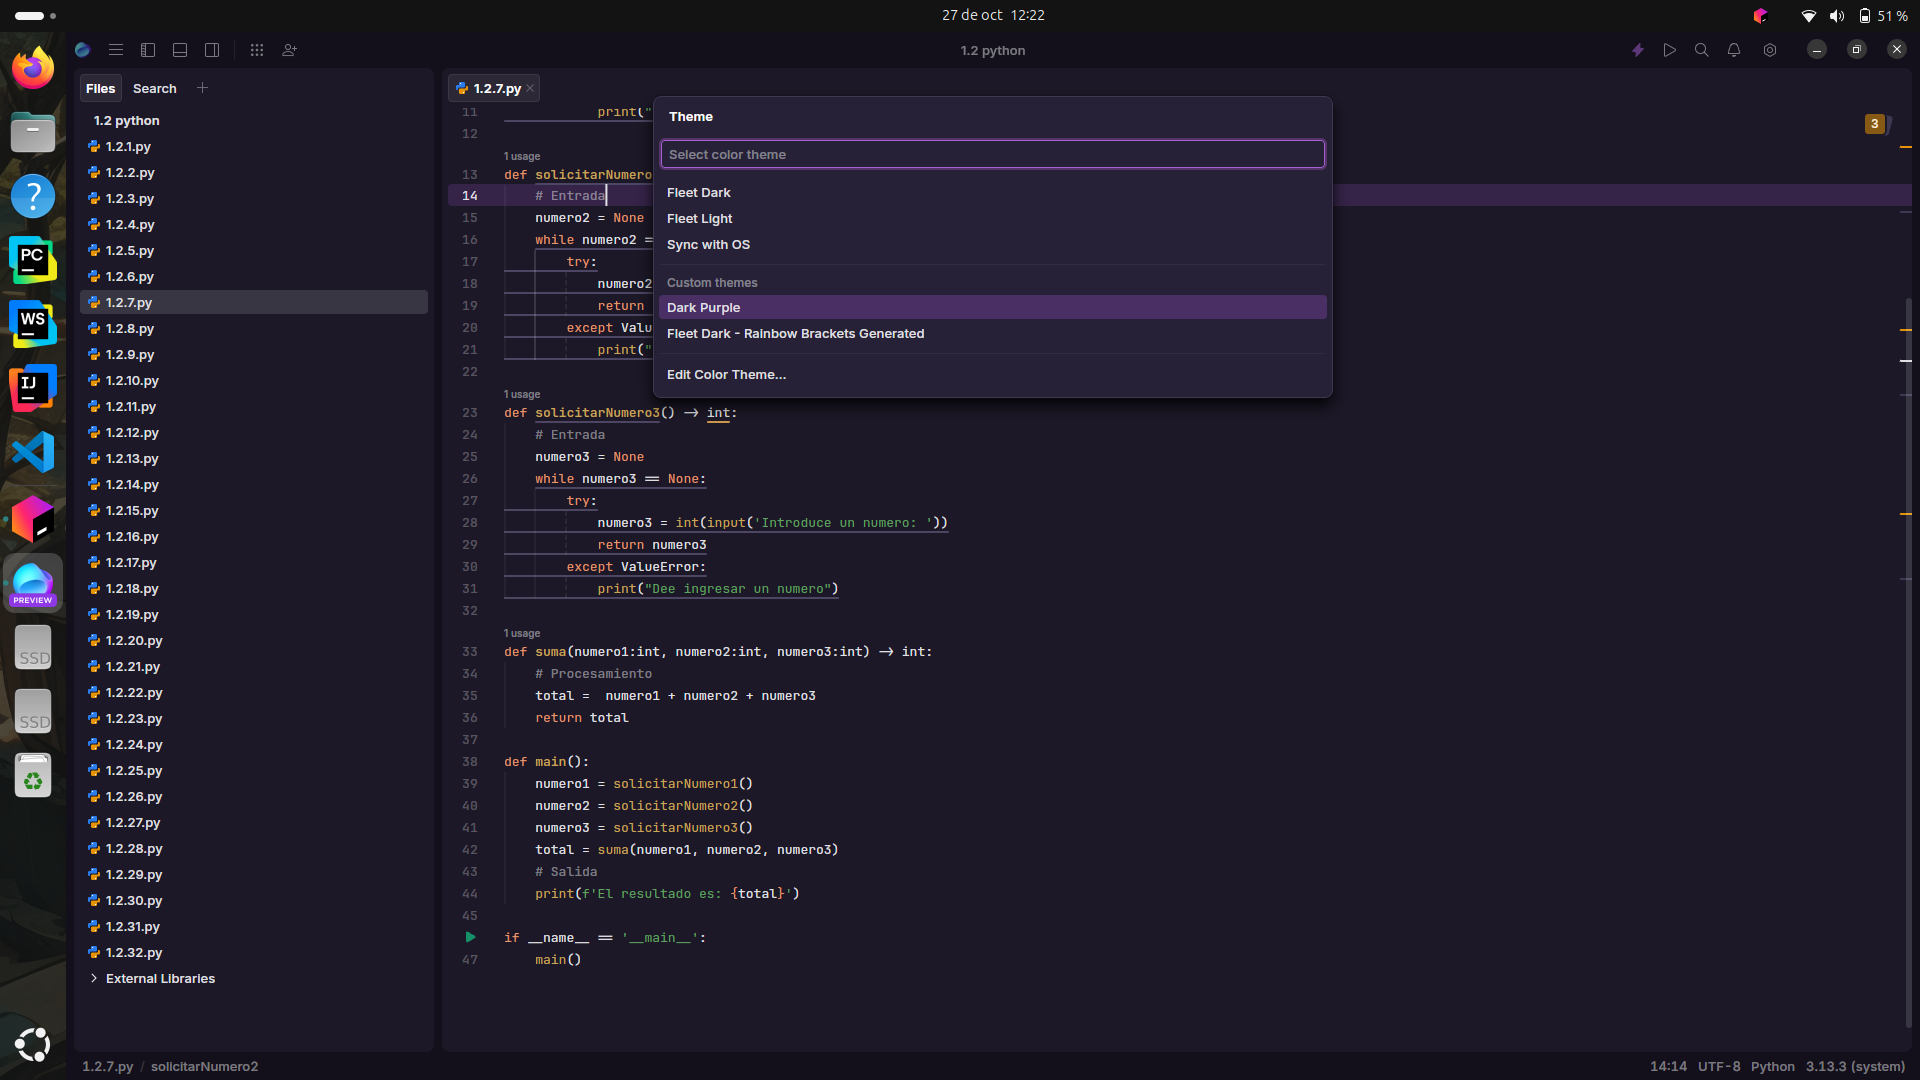 27 de oct 12:22
51 %
1.2 python
Files Search
1.2 python
1.2.1.py
1.2.2.py
1.2.3.py
1.2.4.py
1.2.5.py
1.2.6.py
1.2.7.py
1.2.8.py
1.2.9.py
1.2.10.py
1.2.11.py
1.2.12.py
1.2.13.py
1.2.14.py
1.2.15.py
1.2.16.py
1.2.17.py
1.2.18.py
1.2.19.py
1.2.20.py
1.2.21.py
1.2.22.py
1.2.23.py
1.2.24.py
1.2.25.py
1.2.26.py
1.2.27.py
1.2.28.py
1.2.29.py
1.2.30.py
1.2.31.py
1.2.32.py
External Libraries
PC
WS
IJ
PREVIEW
SSD
SSD
1.2.7.py
3
11 print("
12
1 usage
13 def solicitarNumero
14 # Entrada
15 numero2 = None
16 while numero2 =
17 try:
18 numero2
19 return
20 except Valu
21 print("
22
Theme
Select color theme
Fleet Dark
Fleet Light
Sync with OS
Custom themes
Dark Purple
Fleet Dark - Rainbow Brackets Generated
Edit Color Theme...
1 usage
23 def solicitarNumero3() -> int:
24 # Entrada
25 numero3 = None
26 while numero3 == None:
27 try:
28 numero3 = int(input('Introduce un numero: '))
29 return numero3
30 except ValueError:
31 print("Dee ingresar un numero")
32
1 usage
33 def suma(numero1:int, numero2:int, numero3:int) -> int:
34 # Procesamiento
35 total =  numero1 + numero2 + numero3
36 return total
37
38 def main():
39 numero1 = solicitarNumero1()
40 numero2 = solicitarNumero2()
41 numero3 = solicitarNumero3()
42 total = suma(numero1, numero2, numero3)
43 # Salida
44 print(f'El resultado es: {total}')
45
if __name__ == '__main__':
47 main()
1.2.7.py / solicitarNumero2
14:14 UTF-8 Python 3.13.3 (system)